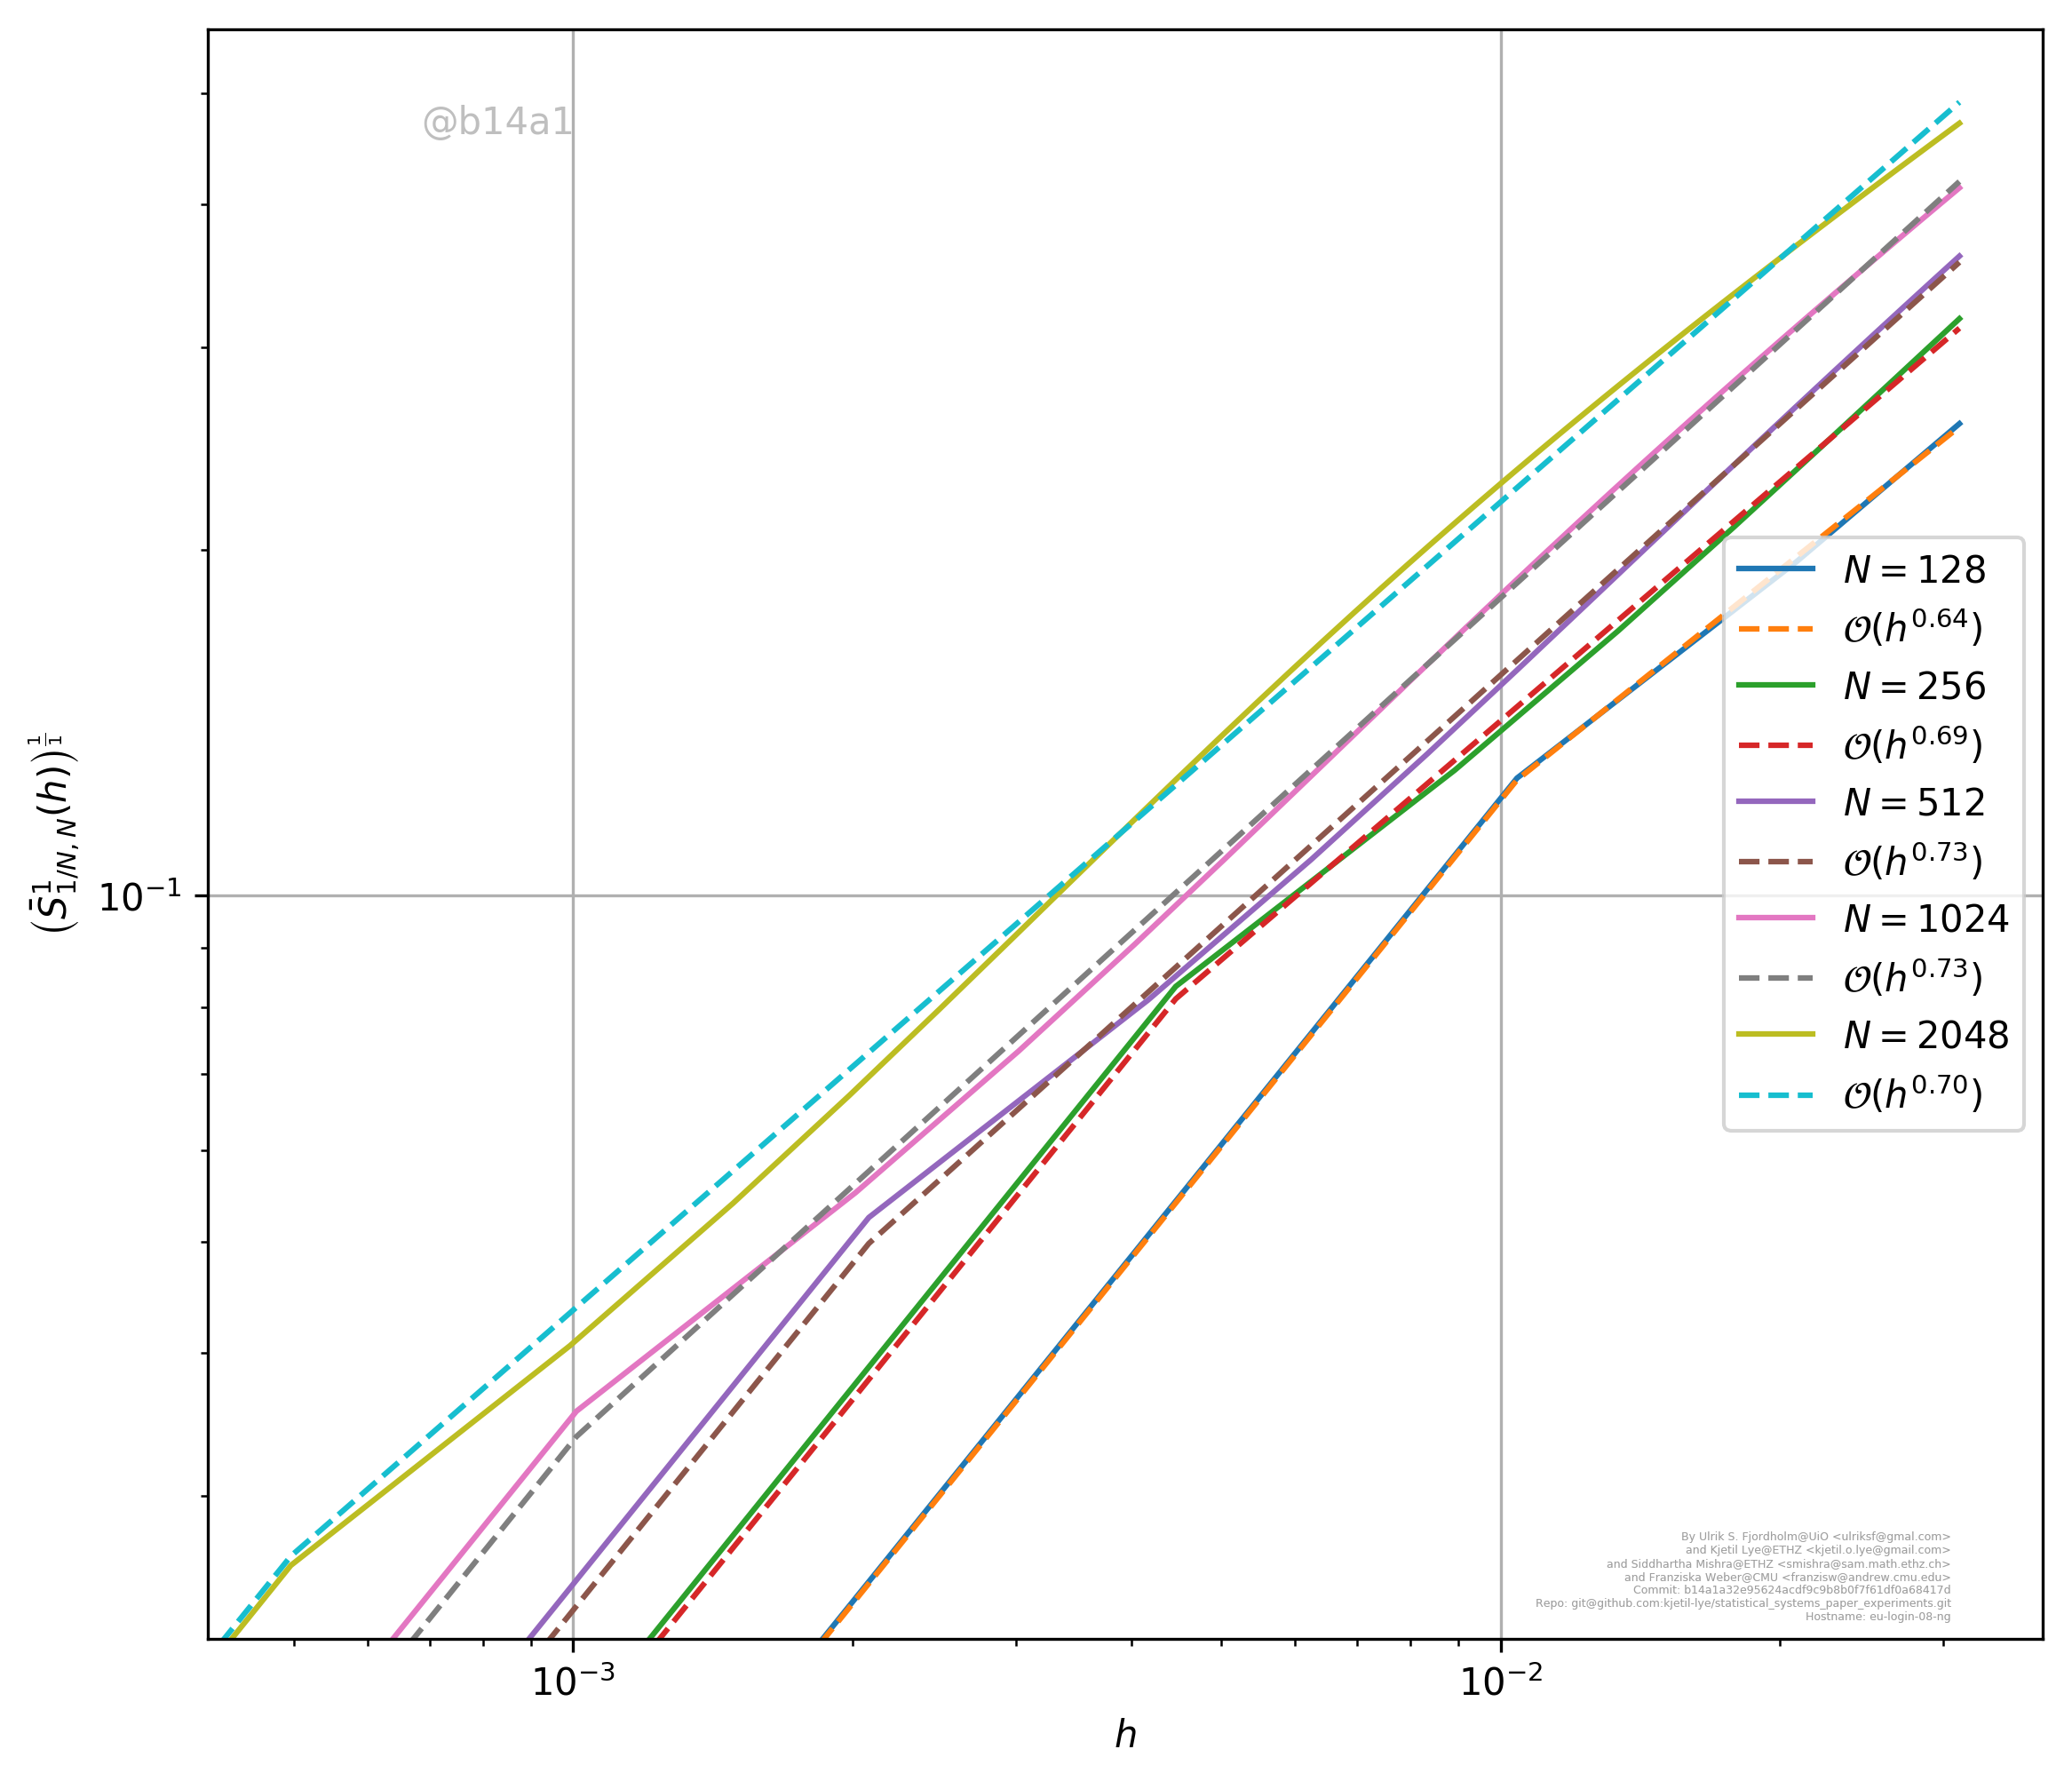 @b14a1
(S̄¹₁/N, N(h))^(1/1)
10⁻¹
10⁻³
10⁻²
h
N = 128
𝒪(h^0.64)
N = 256
𝒪(h^0.69)
N = 512
𝒪(h^0.73)
N = 1024
𝒪(h^0.73)
N = 2048
𝒪(h^0.70)
By Ulrik S. Fjordholm@UiO <ulriksf@gmal.com>
and Kjetil Lye@ETHZ <kjetil.o.lye@gmail.com>
and Siddhartha Mishra@ETHZ <smishra@sam.math.ethz.ch>
and Franziska Weber@CMU <franzisw@andrew.cmu.edu>
Commit: b14a1a32e95624acdf9c9b8b0f7f61df0a68417d
Repo: git@github.com:kjetil-lye/statistical_systems_paper_experiments.git
Hostname: eu-login-08-ng